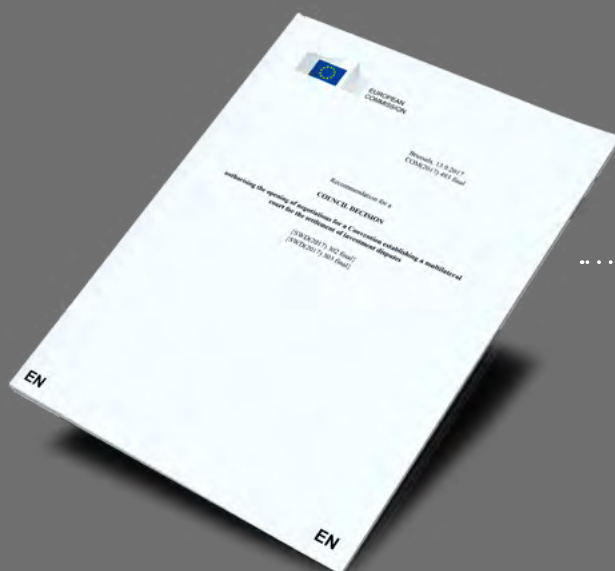 EUROPEAN
COMMISSION
Brussels, 13.9.2017
COM(2017) 493 final
Recommendation for a
COUNCIL DECISION
authorising the opening of negotiations for a Convention establishing a multilateral
court for the settlement of investment disputes
[SWD(2017) 302 final]
[SWD(2017) 303 final]
EN
EN